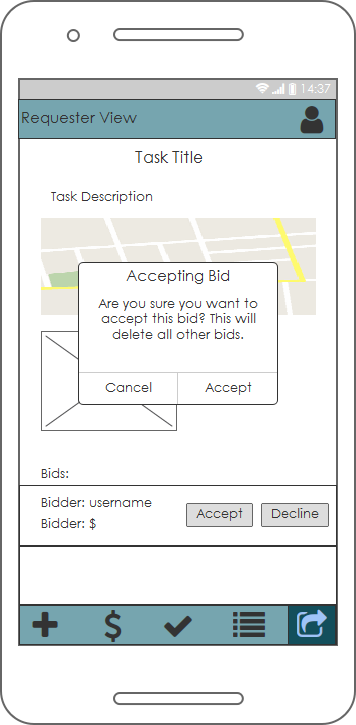 14:37
Requester View
Task Title
Task Description
Accepting Bid
Are you sure you want to
accept this bid? This will
delete all other bids.
Cancel Accept
Bids:
Bidder: username
Bidder: $
Accept Decline